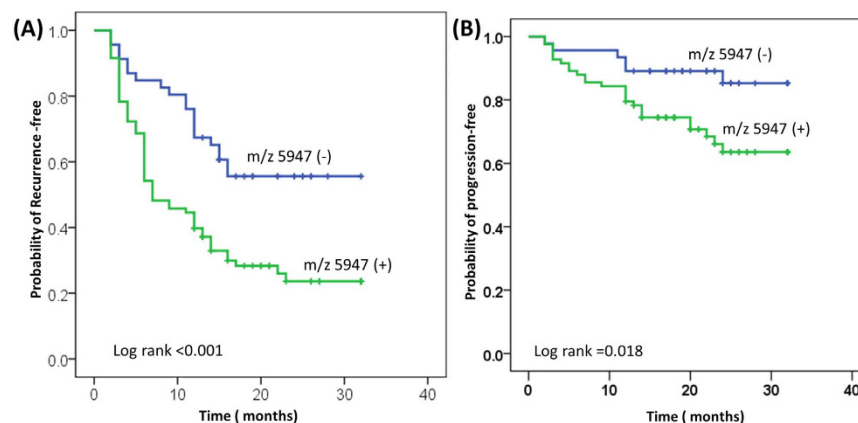 (A)
Probability of Recurrence -free
1.0
0.8
0.6
0.4
0.2
0.0
m/z 5947 (-)
m/z 5947 (+)
Log rank <0.001
0 10 20 30 40
Time ( months)
(B)
Probability of progression-free
1.0
0.8
0.6
0.4
0.2
0.0
m/z 5947 (-)
m/z 5947 (+)
Log rank =0.018
0 10 20 30 40
Time ( months)